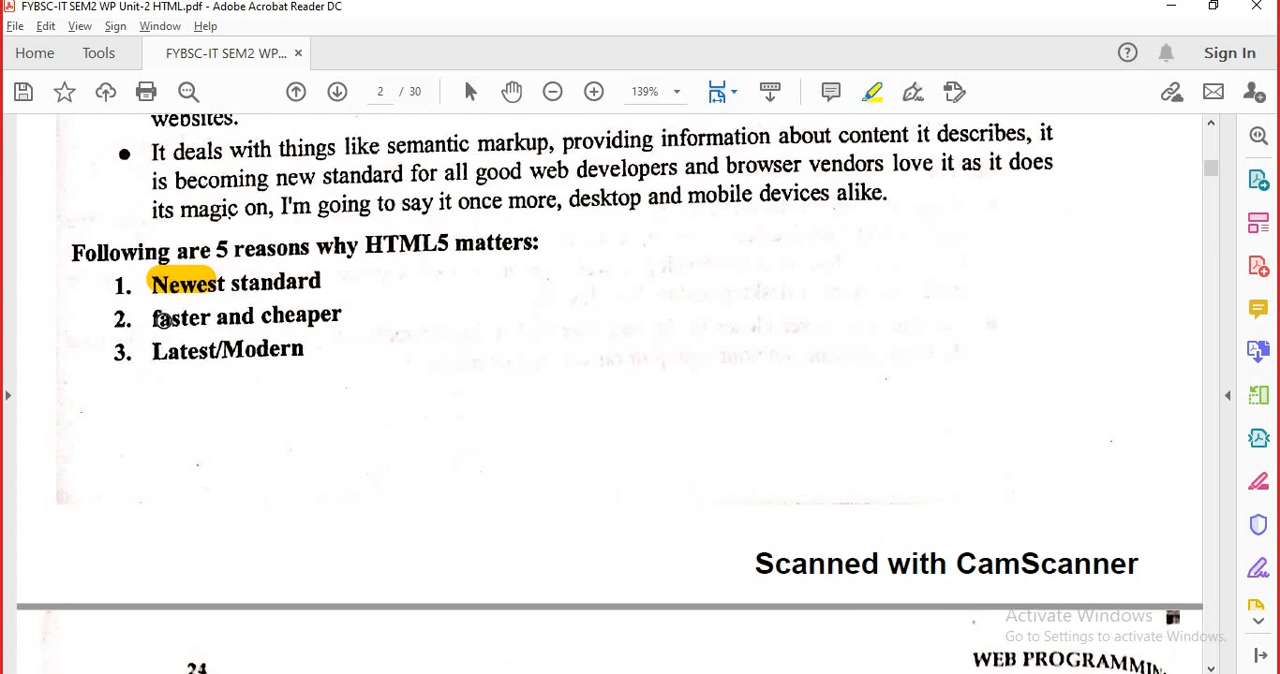 FYBSC-IT SEM2 WP Unit-2 HTML.pdf - Adobe Acrobat Reader DC
File Edit View Sign Window Help
Home Tools FYBSC-IT SEM2 WP... × Sign In
2 / 30 139%
websites.
• It deals with things like semantic markup, providing information about content it describes, it
is becoming new standard for all good web developers and browser vendors love it as it does
its magic on, I'm going to say it once more, desktop and mobile devices alike.
Following are 5 reasons why HTML5 matters:
1. Newest standard
2. faster and cheaper
3. Latest/Modern
Scanned with CamScanner
Activate Windows
Go to Settings to activate Windows.
24 WEB PROGRAMMIN